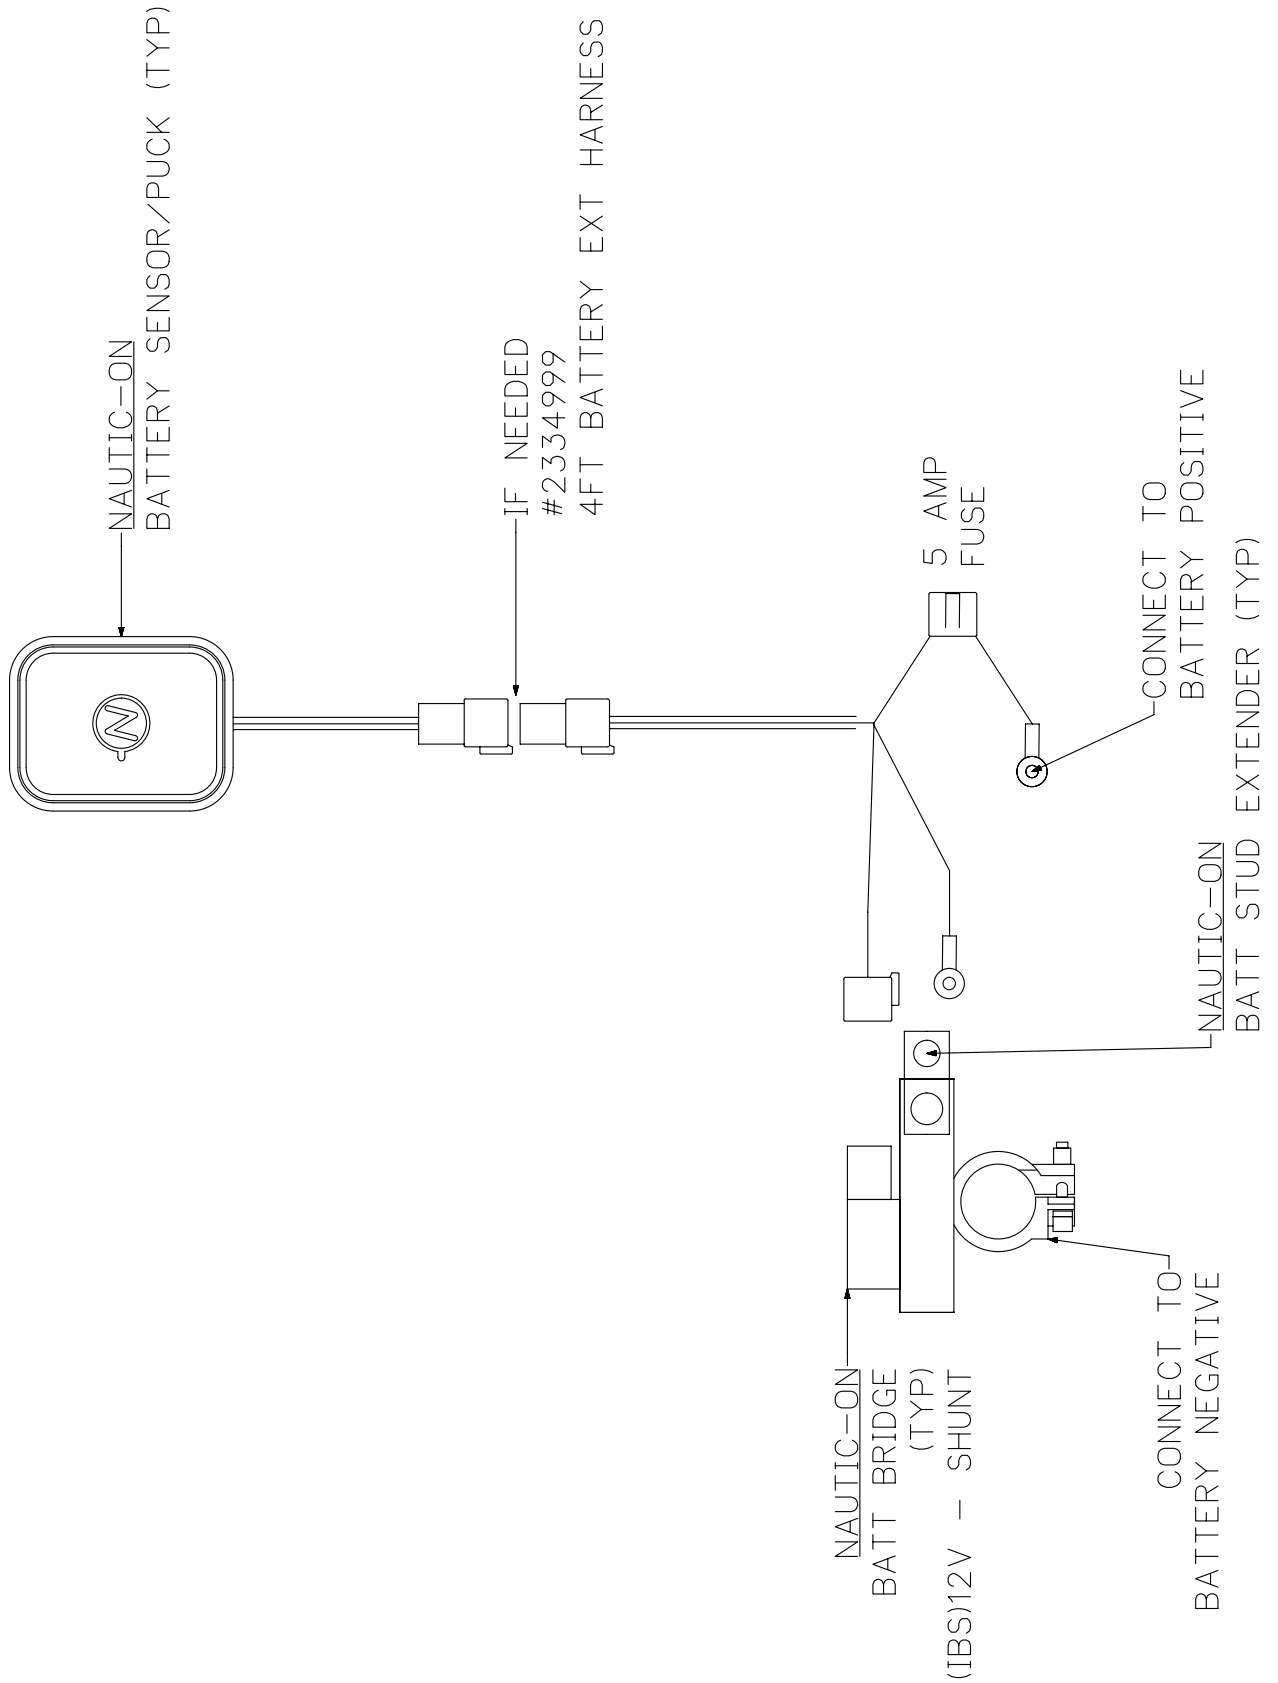 NAUTIC-ON
BATTERY SENSOR/PUCK (TYP)
IF NEEDED
#2334999
4FT BATTERY EXT HARNESS
5 AMP
FUSE
CONNECT TO
BATTERY POSITIVE
NAUTIC-ON
BATT STUD EXTENDER (TYP)
NAUTIC-ON
BATT BRIDGE
(TYP)
(IBS)12V - SHUNT
CONNECT TO
BATTERY NEGATIVE
N